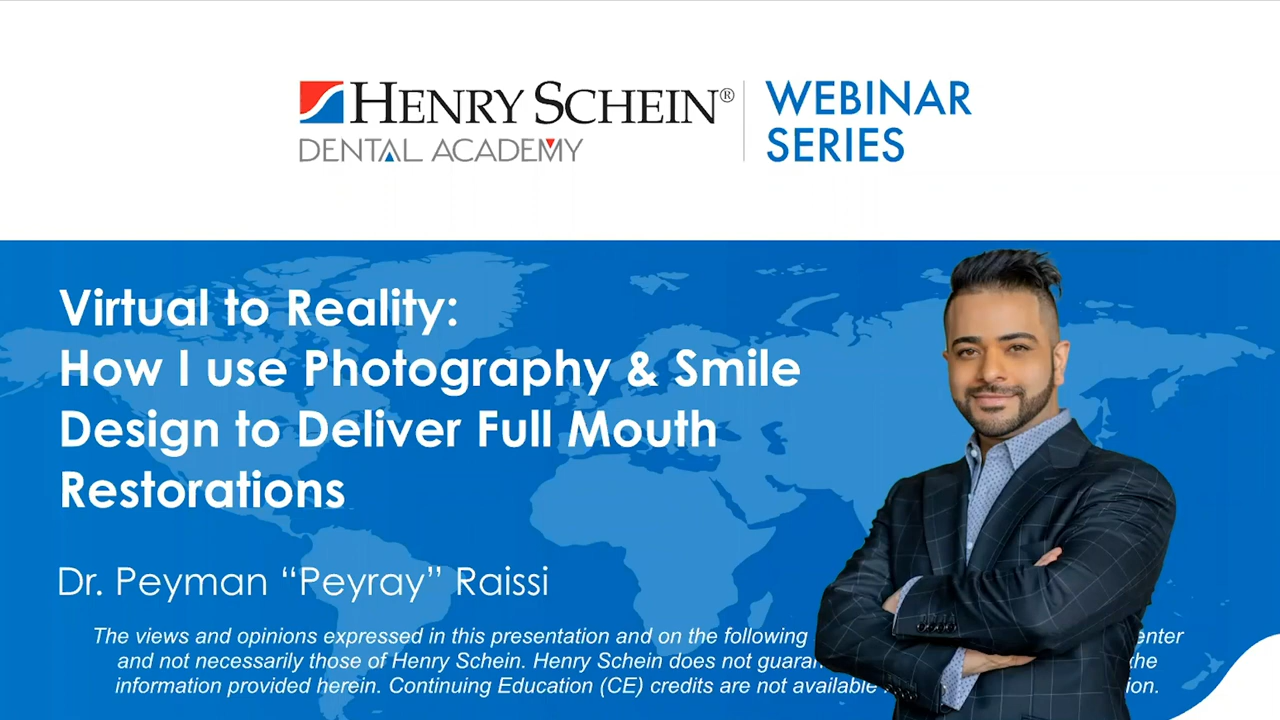 HENRY SCHEIN®
DENTAL ACADEMY
WEBINAR
SERIES
Virtual to Reality:
How I use Photography & Smile
Design to Deliver Full Mouth
Restorations
Dr. Peyman “Peyray” Raissi
The views and opinions expressed in this presentation and on the following
and not necessarily those of Henry Schein. Henry Schein does not
information provided herein. Continuing Education (CE) credits are not available